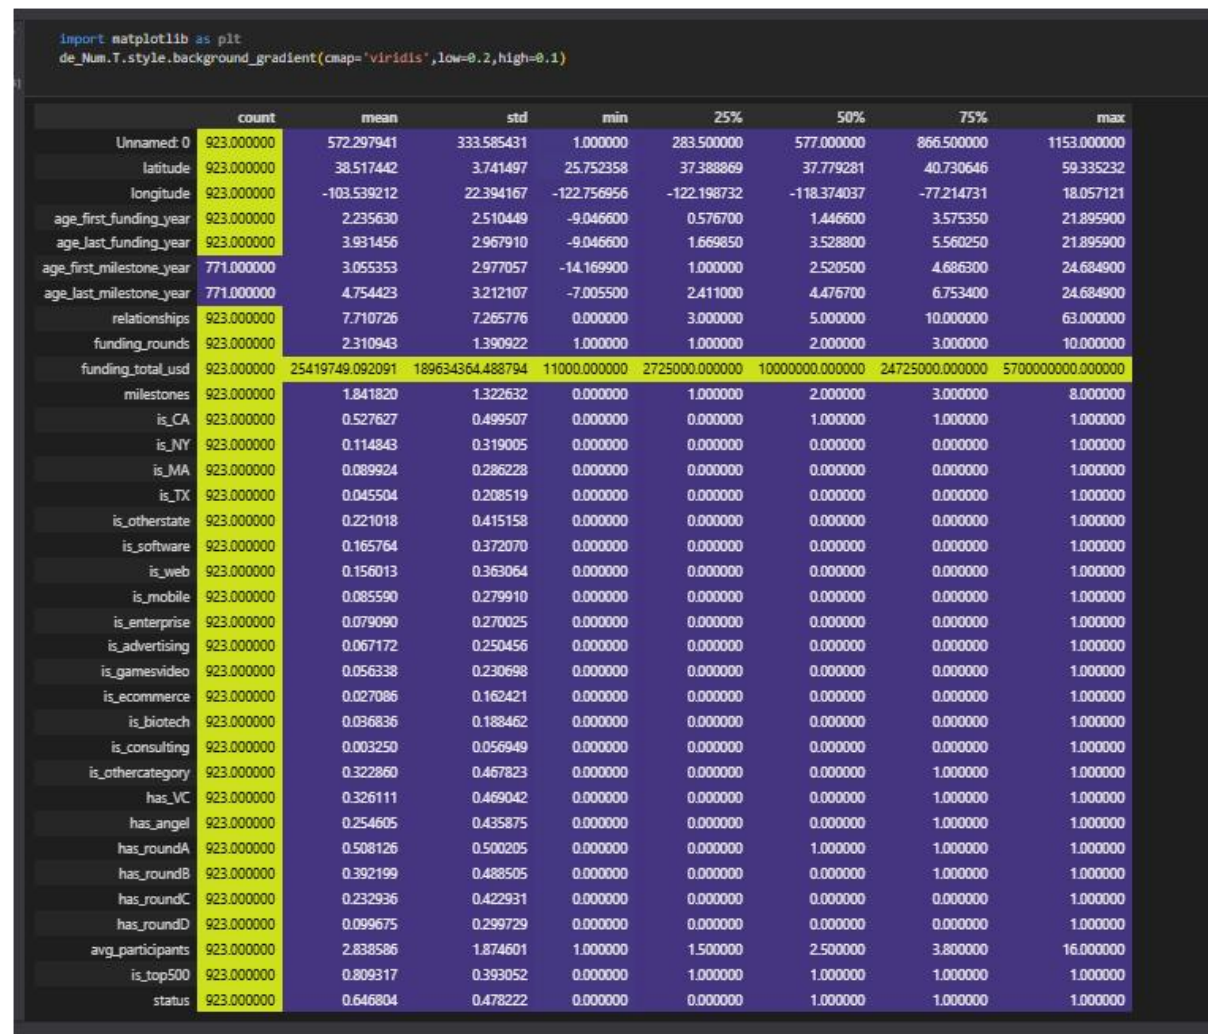 import matplotlib as plt
de_Num.T.style.background_gradient(cmap='viridis',low=0.2,high=0.1)
count mean std min 25% 50% 75% max
Unnamed: 0 923.000000 572.297941 333.585431 1.000000 283.500000 577.000000 866.500000 1153.000000
latitude 923.000000 38.517442 3.741497 25.752358 37.388869 37.779281 40.730646 59.335232
longitude 923.000000 -103.539212 22.394167 -122.756956 -122.198732 -118.374037 -77.214731 18.057121
age_first_funding_year 923.000000 2.235630 2.510449 -9.046600 0.576700 1.446600 3.575350 21.895900
age_last_funding_year 923.000000 3.931456 2.967910 -9.046600 1.669850 3.528800 5.560250 21.895900
age_first_milestone_year 771.000000 3.055353 2.977057 -14.169900 1.000000 2.520500 4.686300 24.684900
age_last_milestone_year 771.000000 4.754423 3.212107 -7.005500 2.411000 4.476700 6.753400 24.684900
relationships 923.000000 7.710726 7.265776 0.000000 3.000000 5.000000 10.000000 63.000000
funding_rounds 923.000000 2.310943 1.390922 1.000000 1.000000 2.000000 3.000000 10.000000
funding_total_usd 923.000000 25419749.092091 189634364.488794 11000.000000 2725000.000000 10000000.000000 24725000.000000 5700000000.000000
milestones 923.000000 1.841820 1.322632 0.000000 1.000000 2.000000 3.000000 8.000000
is_CA 923.000000 0.527627 0.499507 0.000000 0.000000 1.000000 1.000000 1.000000
is_NY 923.000000 0.114843 0.319005 0.000000 0.000000 0.000000 0.000000 1.000000
is_MA 923.000000 0.089924 0.286228 0.000000 0.000000 0.000000 0.000000 1.000000
is_TX 923.000000 0.045504 0.208519 0.000000 0.000000 0.000000 0.000000 1.000000
is_otherstate 923.000000 0.221018 0.415158 0.000000 0.000000 0.000000 0.000000 1.000000
is_software 923.000000 0.165764 0.372070 0.000000 0.000000 0.000000 0.000000 1.000000
is_web 923.000000 0.156013 0.363064 0.000000 0.000000 0.000000 0.000000 1.000000
is_mobile 923.000000 0.085590 0.279910 0.000000 0.000000 0.000000 0.000000 1.000000
is_enterprise 923.000000 0.079090 0.270025 0.000000 0.000000 0.000000 0.000000 1.000000
is_advertising 923.000000 0.067172 0.250456 0.000000 0.000000 0.000000 0.000000 1.000000
is_gamesvideo 923.000000 0.056338 0.230698 0.000000 0.000000 0.000000 0.000000 1.000000
is_ecommerce 923.000000 0.027086 0.162421 0.000000 0.000000 0.000000 0.000000 1.000000
is_biotech 923.000000 0.036836 0.188462 0.000000 0.000000 0.000000 0.000000 1.000000
is_consulting 923.000000 0.003250 0.056949 0.000000 0.000000 0.000000 0.000000 1.000000
is_othercategory 923.000000 0.322860 0.467823 0.000000 0.000000 0.000000 1.000000 1.000000
has_VC 923.000000 0.326111 0.469042 0.000000 0.000000 0.000000 1.000000 1.000000
has_angel 923.000000 0.254605 0.435875 0.000000 0.000000 0.000000 1.000000 1.000000
has_roundA 923.000000 0.508126 0.500205 0.000000 0.000000 1.000000 1.000000 1.000000
has_roundB 923.000000 0.392199 0.488505 0.000000 0.000000 0.000000 1.000000 1.000000
has_roundC 923.000000 0.232936 0.422931 0.000000 0.000000 0.000000 0.000000 1.000000
has_roundD 923.000000 0.099675 0.299729 0.000000 0.000000 0.000000 0.000000 1.000000
avg_participants 923.000000 2.838586 1.874601 1.000000 1.500000 2.500000 3.800000 16.000000
is_top500 923.000000 0.809317 0.393052 0.000000 1.000000 1.000000 1.000000 1.000000
status 923.000000 0.646804 0.478222 0.000000 0.000000 1.000000 1.000000 1.000000